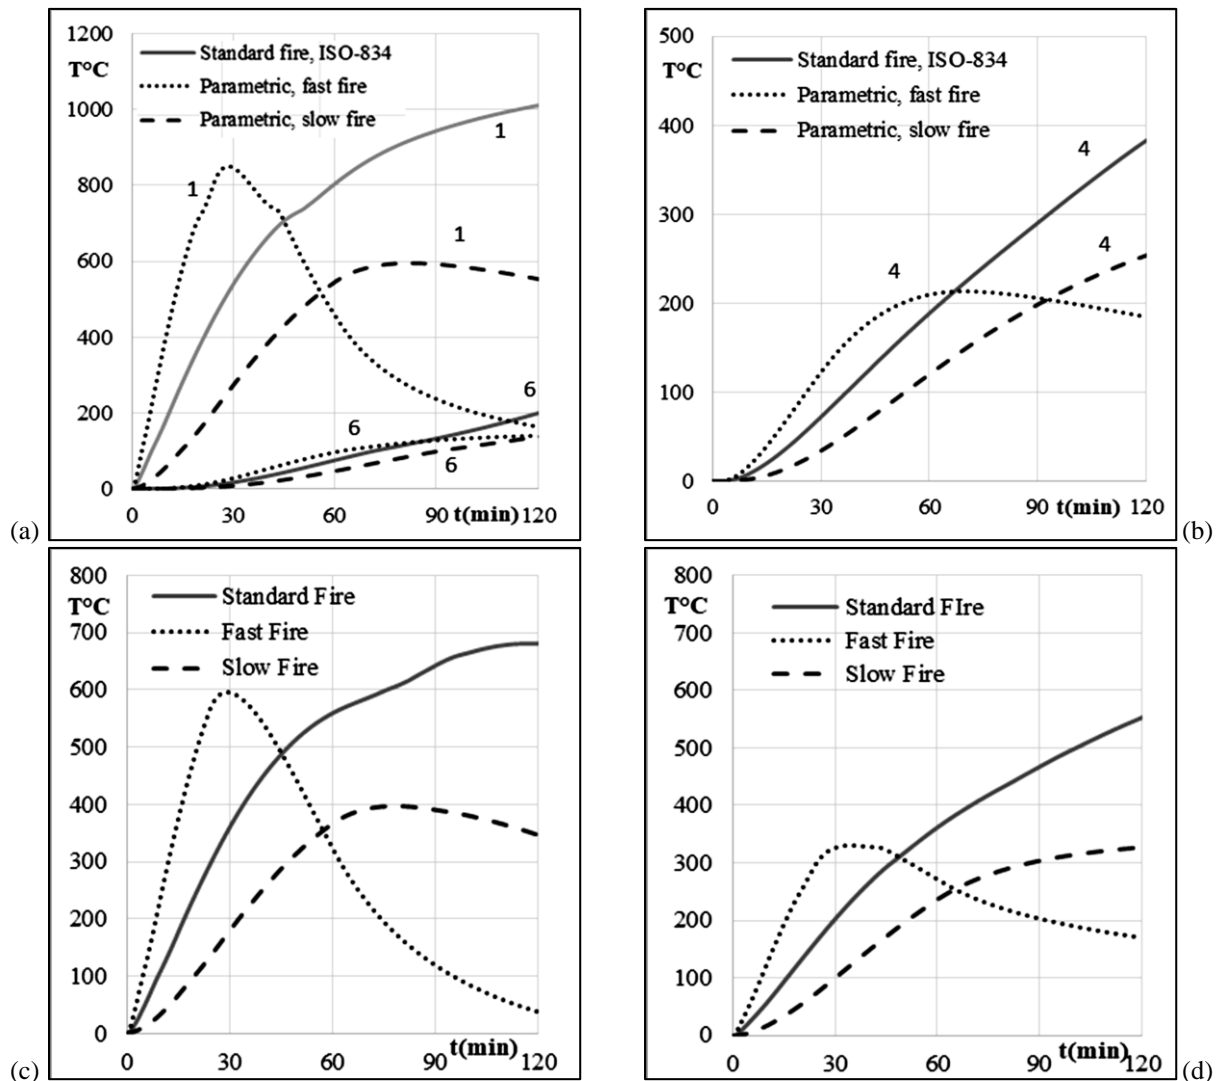 1200
T°C
1000
800
600
400
200
0
Standard fire, ISO-834
Parametric, fast fire
Parametric, slow fire
1
1
1
6
6
6
0 30 60 90 t(min) 120
(a)
500
T°C
400
300
200
100
0
Standard fire, ISO-834
Parametric, fast fire
Parametric, slow fire
4
4
4
0 30 60 90 t(min) 120
(b)
800
T°C
700
600
500
400
300
200
100
0
Standard Fire
Fast Fire
Slow Fire
0 30 60 90 t(min) 120
(c)
800
T°C
700
600
500
400
300
200
100
0
Standard FIre
Fast Fire
Slow Fire
0 30 60 90 t(min) 120
(d)